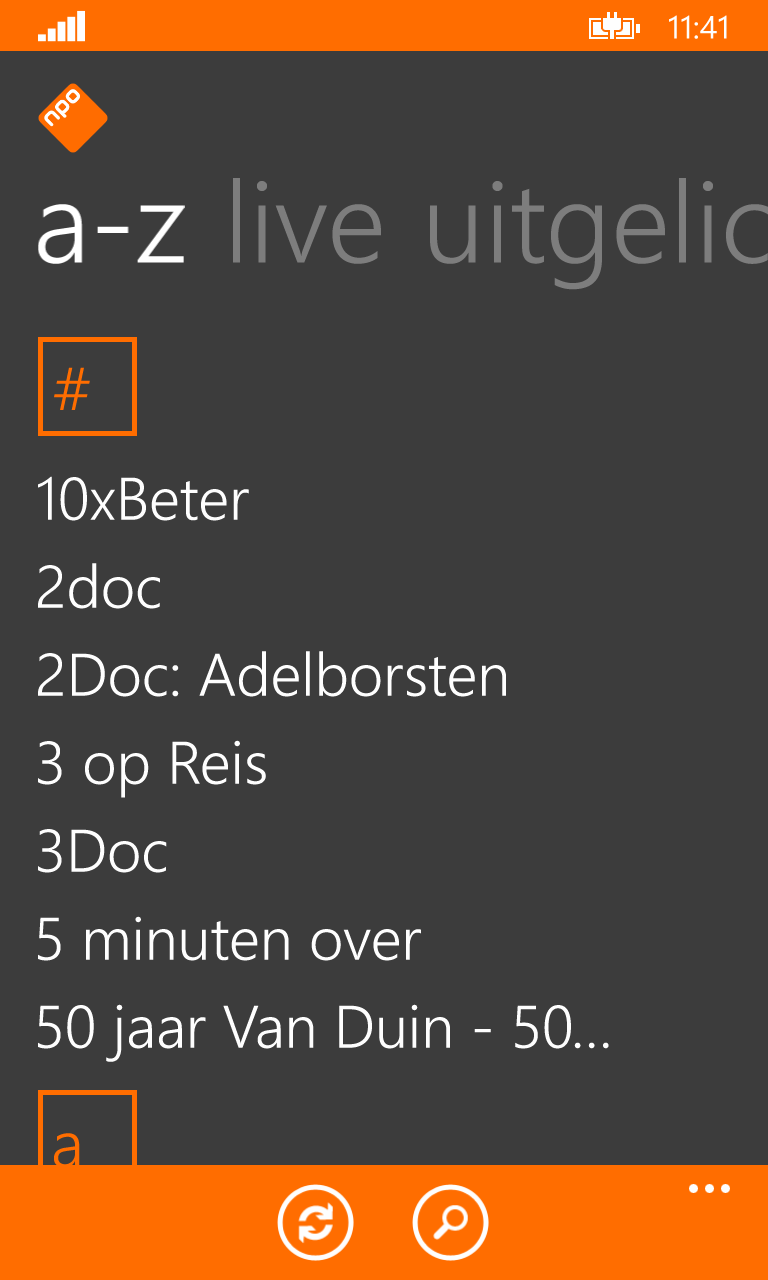 11:41
npo
a-z live uitgelic
#
10xBeter
2doc
2Doc: Adelborsten
3 op Reis
3Doc
5 minuten over
50 jaar Van Duin - 50...
a